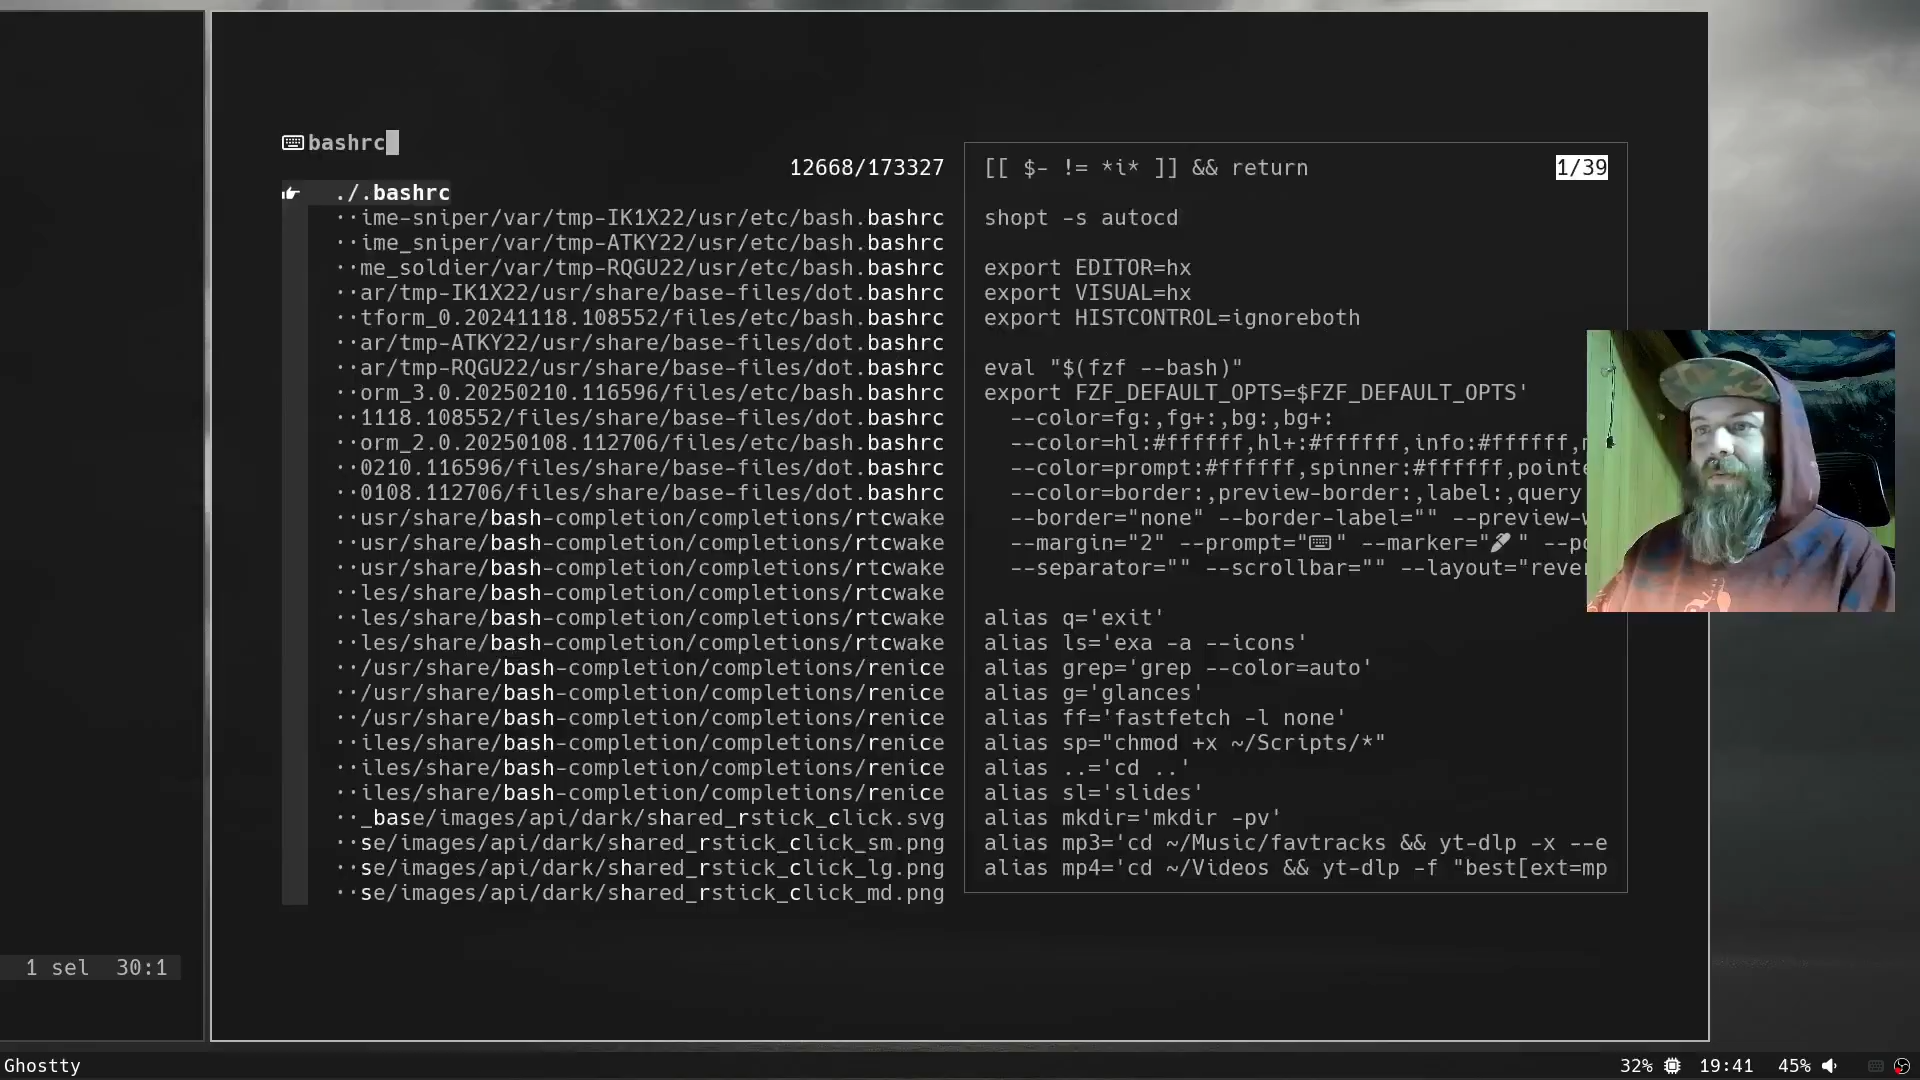 bashrc
12668/173327
./.bashrc
··ime-sniper/var/tmp-IK1X22/usr/etc/bash.bashrc
··ime_sniper/var/tmp-ATKY22/usr/etc/bash.bashrc
··me_soldier/var/tmp-RQGU22/usr/etc/bash.bashrc
··ar/tmp-IK1X22/usr/share/base-files/dot.bashrc
··tform_0.20241118.108552/files/etc/bash.bashrc
··ar/tmp-ATKY22/usr/share/base-files/dot.bashrc
··ar/tmp-RQGU22/usr/share/base-files/dot.bashrc
··orm_3.0.20250210.116596/files/etc/bash.bashrc
··1118.108552/files/share/base-files/dot.bashrc
··orm_2.0.20250108.112706/files/etc/bash.bashrc
··0210.116596/files/share/base-files/dot.bashrc
··0108.112706/files/share/base-files/dot.bashrc
··usr/share/bash-completion/completions/rtcwake
··usr/share/bash-completion/completions/rtcwake
··usr/share/bash-completion/completions/rtcwake
··les/share/bash-completion/completions/rtcwake
··les/share/bash-completion/completions/rtcwake
··les/share/bash-completion/completions/rtcwake
··/usr/share/bash-completion/completions/renice
··/usr/share/bash-completion/completions/renice
··/usr/share/bash-completion/completions/renice
··iles/share/bash-completion/completions/renice
··iles/share/bash-completion/completions/renice
··iles/share/bash-completion/completions/renice
··_base/images/api/dark/shared_rstick_click.svg
··se/images/api/dark/shared_rstick_click_sm.png
··se/images/api/dark/shared_rstick_click_lg.png
··se/images/api/dark/shared_rstick_click_md.png
[[ $- != *i* ]] && return
1/39
shopt -s autocd
export EDITOR=hx
export VISUAL=hx
export HISTCONTROL=ignoreboth
eval "$(fzf --bash)"
export FZF_DEFAULT_OPTS=$FZF_DEFAULT_OPTS'
--color=fg:,fg+:,bg:,bg+:
--color=hl:#ffffff,hl+:#ffffff,info:#ffffff,
--color=prompt:#ffffff,spinner:#ffffff,pointe
--color=border:,preview-border:,label:,query
--border="none" --border-label="" --preview-w
--margin="2" --prompt="⌨" --marker="" --po
--separator="" --scrollbar="" --layout="rever
alias q='exit'
alias ls='exa -a --icons'
alias grep='grep --color=auto'
alias g='glances'
alias ff='fastfetch -l none'
alias sp="chmod +x ~/Scripts/*"
alias ..='cd ..'
alias sl='slides'
alias mkdir='mkdir -pv'
alias mp3='cd ~/Music/favtracks && yt-dlp -x --e
alias mp4='cd ~/Videos && yt-dlp -f "best[ext=mp
1 sel 30:1
Ghostty
32% 19:41 45%